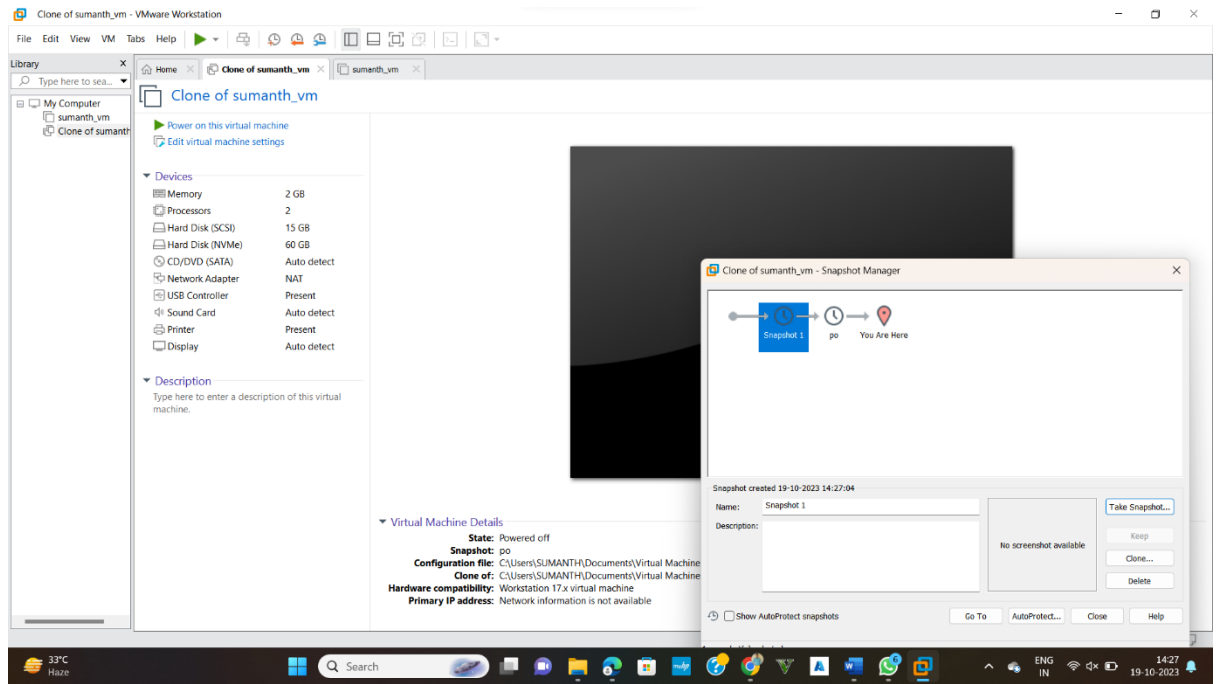 Clone of sumanth_vm - VMware Workstation
File Edit View VM Tabs Help
Library X
Type here to sea...
My Computer
sumanth_vm
Clone of sumanth
Home Clone of sumanth_vm sumanth_vm
Clone of sumanth_vm
Power on this virtual machine
Edit virtual machine settings
Devices
Memory 2 GB
Processors 2
Hard Disk (SCSI) 15 GB
Hard Disk (NVMe) 60 GB
CD/DVD (SATA) Auto detect
Network Adapter NAT
USB Controller Present
Sound Card Auto detect
Printer Present
Display Auto detect
Description
Type here to enter a description of this virtual
machine.
Virtual Machine Details
State: Powered off
Snapshot: po
Configuration file: C:\Users\SUMANTH\Documents\Virtual Machine
Clone of: C:\Users\SUMANTH\Documents\Virtual Machine
Hardware compatibility: Workstation 17.x virtual machine
Primary IP address: Network information is not available
Clone of sumanth_vm - Snapshot Manager
Snapshot 1 po You Are Here
Snapshot created 19-10-2023 14:27:04
Name: Snapshot 1
Description:
No screenshot available
Take Snapshot...
Keep
Clone...
Delete
Show AutoProtect snapshots
Go To AutoProtect... Close Help
33°C
Haze
Search
ENG
IN
14:27
19-10-2023